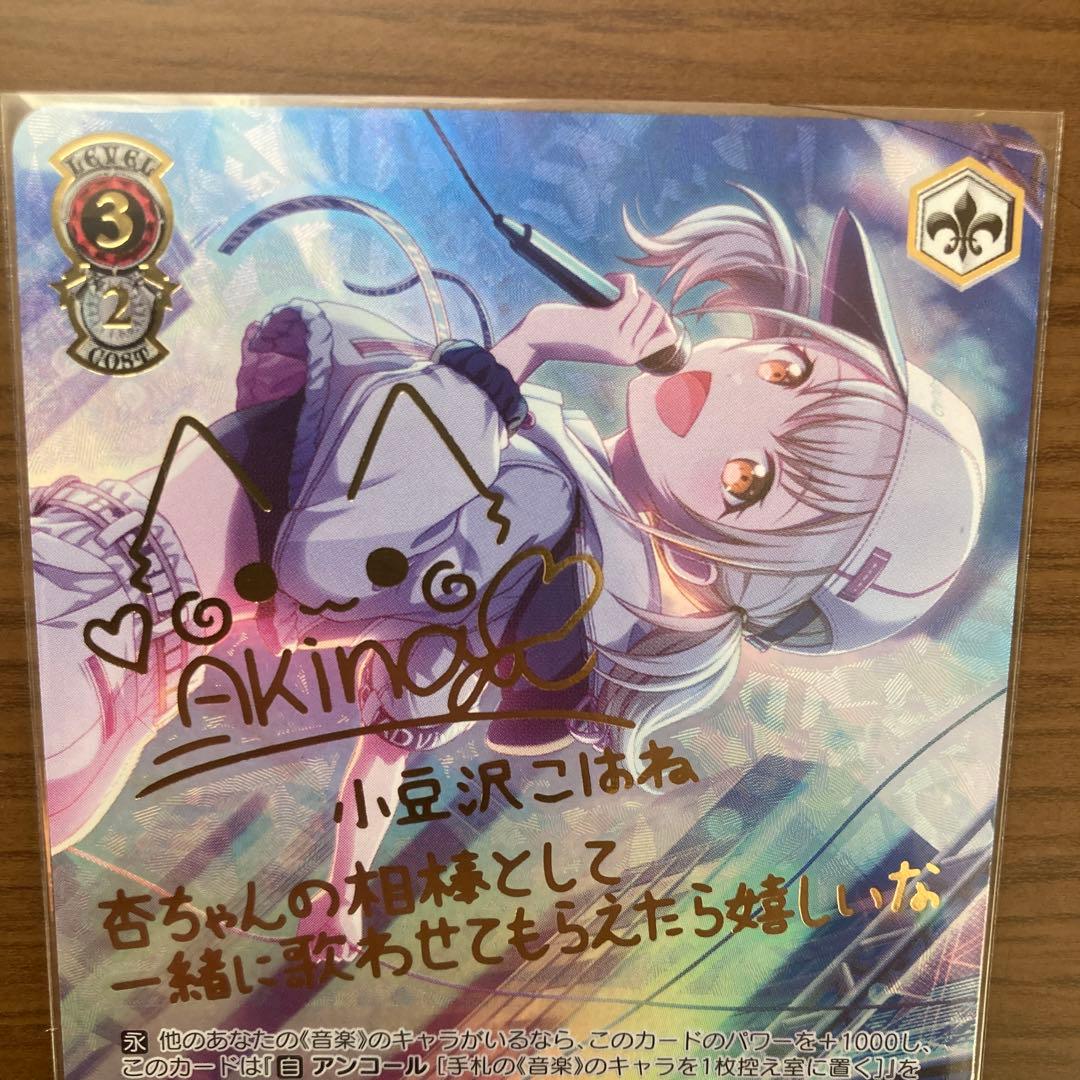 LEVEL
3
2
COST
Akina
小豆沢こはね
杏ちゃんの相棒として
一緒に歌わせてもらえたら嬉しいな
永 他のあなたの《音楽》のキャラがいるなら、このカードのパワーを+1000し、
このカードは「自 アンコール [手札の《音楽》のキャラを1枚控え室に置く]」を